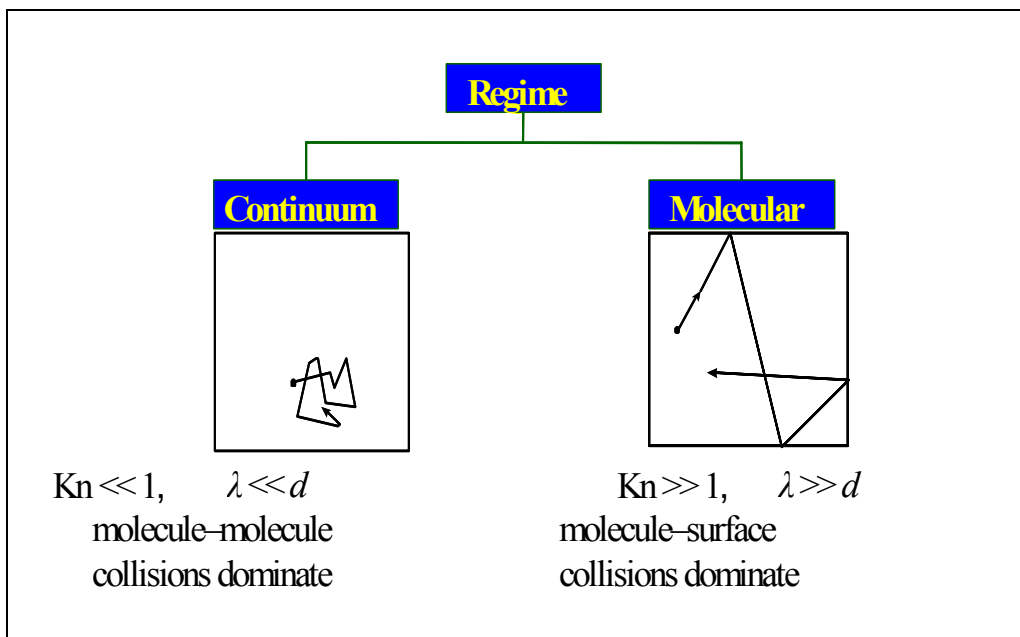 Regime
Continuum
Molecular
Kn << 1, λ << d
molecule–molecule
collisions dominate
Kn >> 1, λ >> d
molecule–surface
collisions dominate